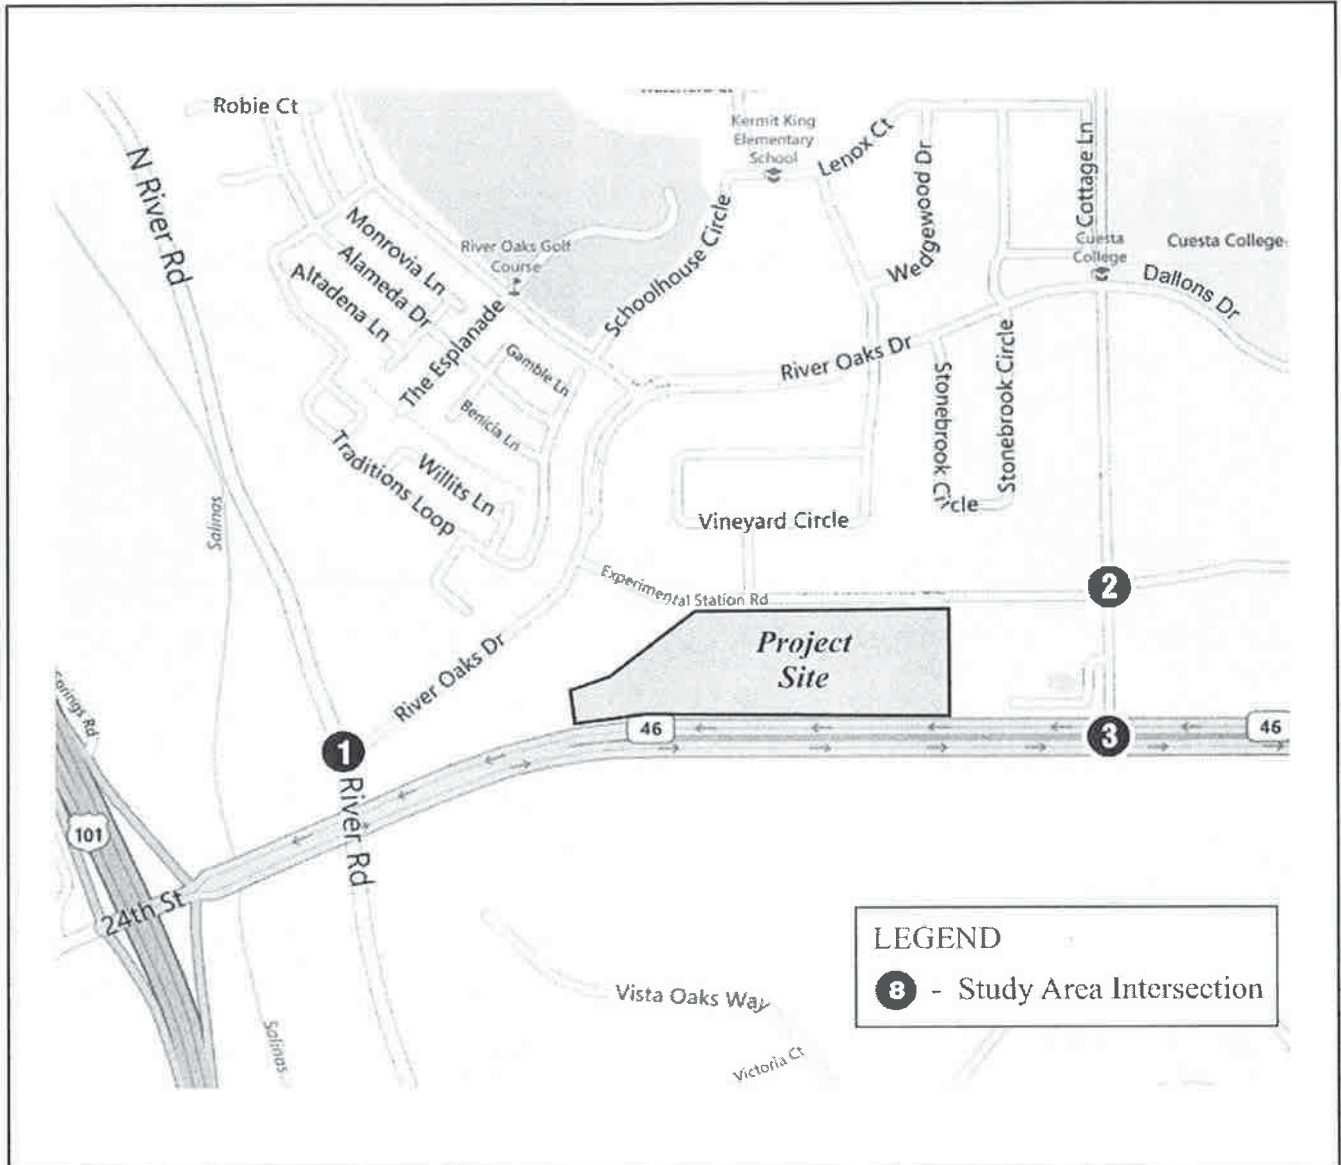 Robie Ct
Kermit King
Elementary
School
Lenox Ct
Cottage Ln
N River Rd
Wedgewood Dr
Monrovia Ln
Schoolhouse Circle
River Oaks Golf
Course
Cuesta
College
Cuesta College
Alameda Dr
Altadena Ln
Dallons Dr
The Esplanade
Gamble Ln
River Oaks Dr
Stonebrook Circle
Stonebrook Circle
Benicia Ln
Traditions Loop
Willits Ln
Salinas
Vineyard Circle
Experimental Station Rd
2
Project
Site
River Oaks Dr
Springs Rd
46
46
1
3
River Rd
101
24th St
LEGEND
8 - Study Area Intersection
Vista Oaks Way
Salinas
Victoria Ct